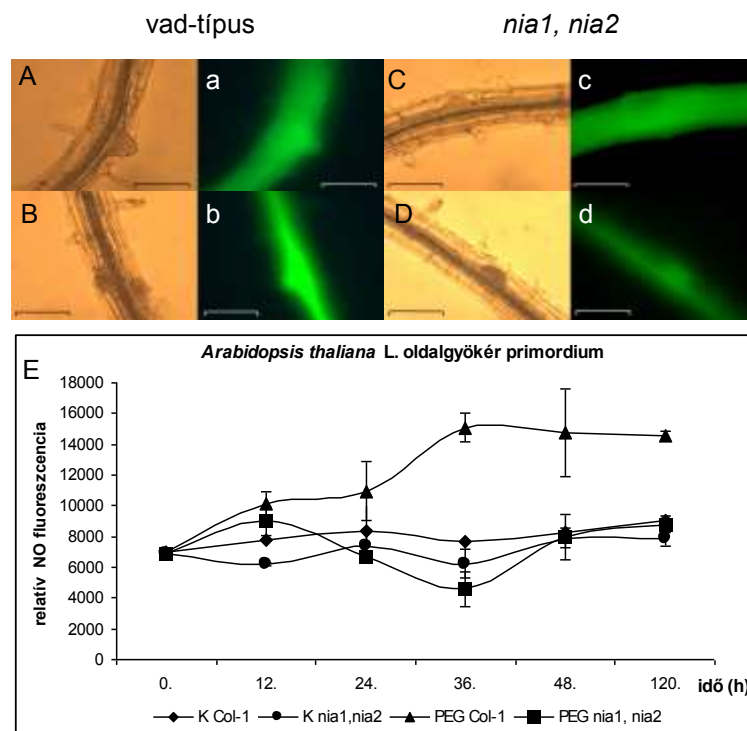 vad-típus
nia1, nia2
A
a
C
c
B
b
D
d
E
Arabidopsis thaliana L. oldalgyökér primordium
relatív NO fluoreszcencia
18000
16000
14000
12000
10000
8000
6000
4000
2000
0
0. 12. 24. 36. 48. 120. idő (h)
K Col-1 K nia1,nia2 PEG Col-1 PEG nia1, nia2